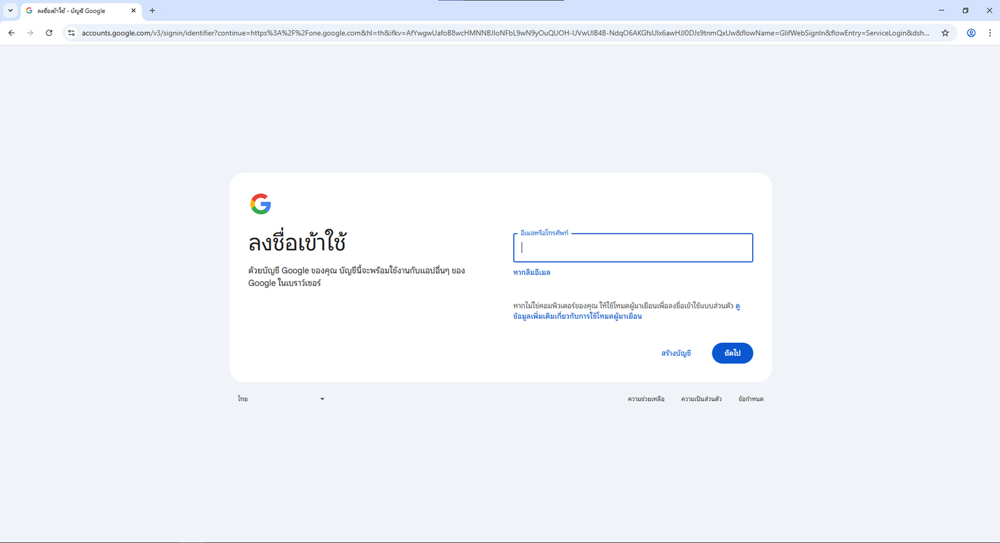 ลงชื่อเข้าใช้ - บัญชี Google
accounts.google.com/v3/signin/identifier?continue=https%3A%2F%2Fone.google.com&hl=th&ifkv=AfYwgwUafoB8wcHMNNBJIoNFbL9wN9yOuQUOH-UVwUIB4B-NdqO6AKGfsUIx6awHJJ0DJs9tnmQxUw&flowName=GlifWebSignIn&flowEntry=ServiceLogin&dsh...
ลงชื่อเข้าใช้
ด้วยบัญชี Google ของคุณ บัญชีนี้จะพร้อมใช้งานกับแอปอื่นๆ ของ
Google ในเบราว์เซอร์
อีเมลหรือโทรศัพท์
หากลืมอีเมล
หากไม่ใช่คอมพิวเตอร์ของคุณ ให้ใช้โหมดผู้มาเยือนเพื่อลงชื่อเข้าใช้แบบส่วนตัว ดู
ข้อมูลเพิ่มเติมเกี่ยวกับการใช้โหมดผู้มาเยือน
สร้างบัญชี
ถัดไป
ไทย
ความช่วยเหลือ
ความเป็นส่วนตัว
ข้อกำหนด